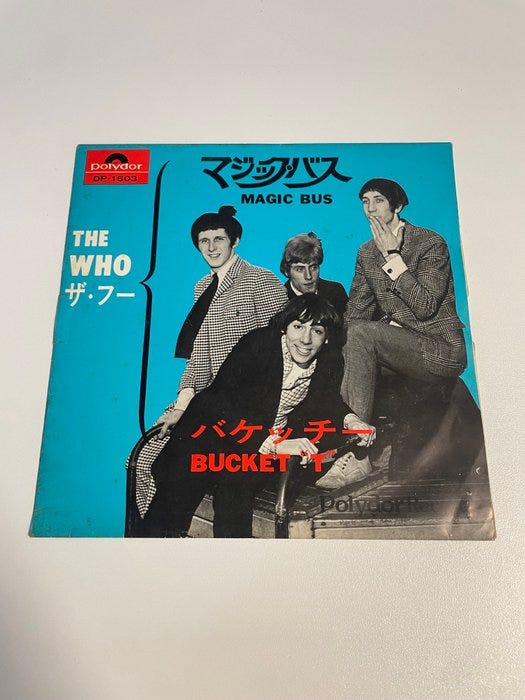 polydor
DP-1603
マジック・バス
MAGIC BUS
THE
WHO
ザ・フー
バケッチー
BUCKET "T"
Polydor